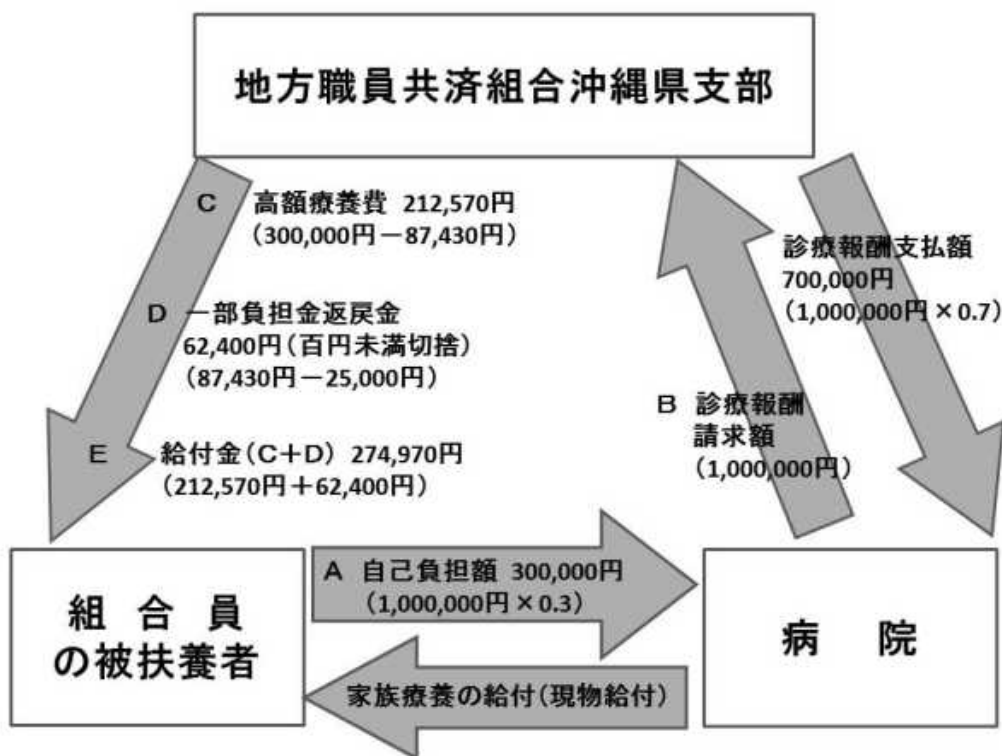 地方職員共済組合沖縄県支部
C 高額療養費 212,570円
(300,000円－87,430円)
D 一部負担金返戻金
62,400円(百円未満切捨)
(87,430円－25,000円)
E 給付金(C＋D) 274,970円
(212,570円＋62,400円)
診療報酬支払額
700,000円
(1,000,000円×0.7)
B 診療報酬
請求額
(1,000,000円)
A 自己負担額 300,000円
(1,000,000円×0.3)
家族療養の給付(現物給付)
組合員
の被扶養者
病院